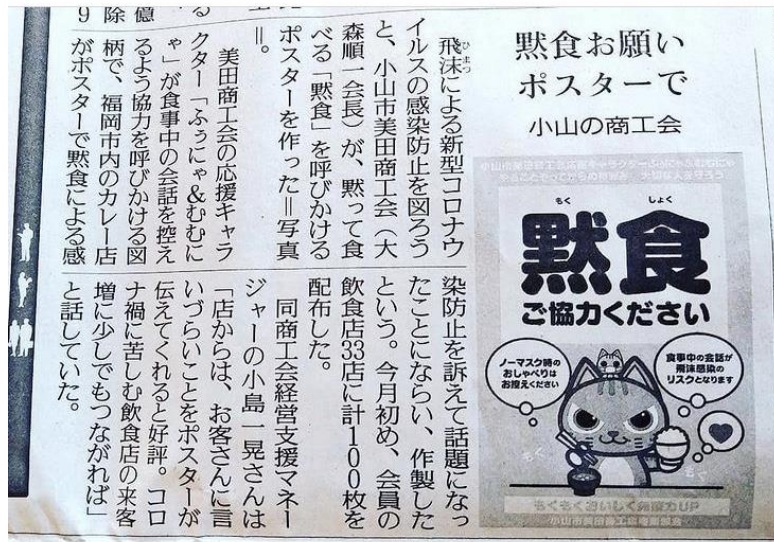 黙食お願い
ポスターで
小山の商工会
飛沫による新型コロナウ
イルスの感染防止を図ろう
と、小山市美田商工会（大
森順一会長）が、黙って食
べる「黙食」を呼びかける
ポスターを作った＝写真
＝。
美田商工会の応援キャラ
クター「ふぅにゃ&むむに
ゃ」が食事中の会話を控え
るよう協力を呼びかける図
柄で、福岡市内のカレー店
がポスターで黙食による感
染防止を訴えて話題になっ
たことにならい、作製した
という。今月初め、会員の
飲食店33店に計100枚を
配布した。
同商工会経営支援マネー
ジャーの小島一晃さんは
「店からは、お客さんに言
いづらいことをポスターが
伝えてくれると好評。コロ
ナ禍に苦しむ飲食店の来客
増に少しでもつながれば」
と話していた。
もく しょく
黙食
ご協力ください
ノーマスク時の
おしゃべりは
お控えください
食事中の会話が
飛沫感染の
リスクとなります
もぐもぐおいしく免疫力UP